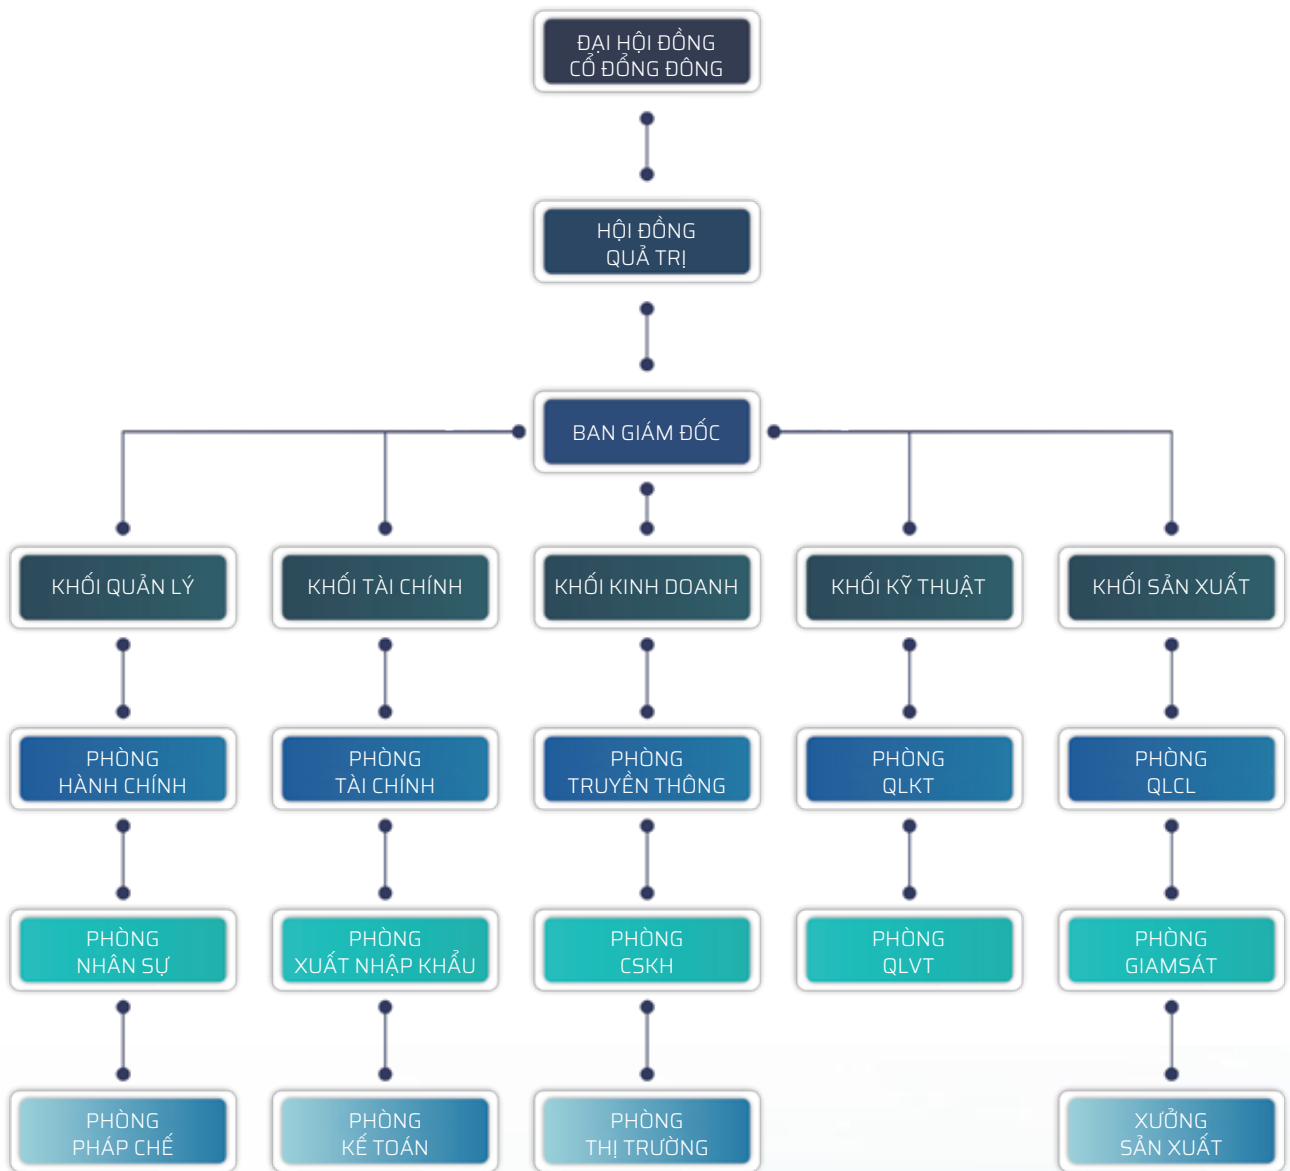 ĐẠI HỘI ĐỒNG
CỔ ĐỔNG ĐÔNG
HỘI ĐỒNG
QUẢ TRỊ
BAN GIÁM ĐỐC
KHỐI QUẢN LÝ
KHỐI TÀI CHÍNH
KHỐI KINH DOANH
KHỐI KỸ THUẬT
KHỐI SẢN XUẤT
PHÒNG
HÀNH CHÍNH
PHÒNG
TÀI CHÍNH
PHÒNG
TRUYỀN THÔNG
PHÒNG
QLKT
PHÒNG
QLCL
PHÒNG
NHÂN SỰ
PHÒNG
XUẤT NHẬP KHẨU
PHÒNG
CSKH
PHÒNG
QLVT
PHÒNG
GIAMSÁT
PHÒNG
PHÁP CHẾ
PHÒNG
KẾ TOÁN
PHÒNG
THỊ TRƯỜNG
XƯỞNG
SẢN XUẤT